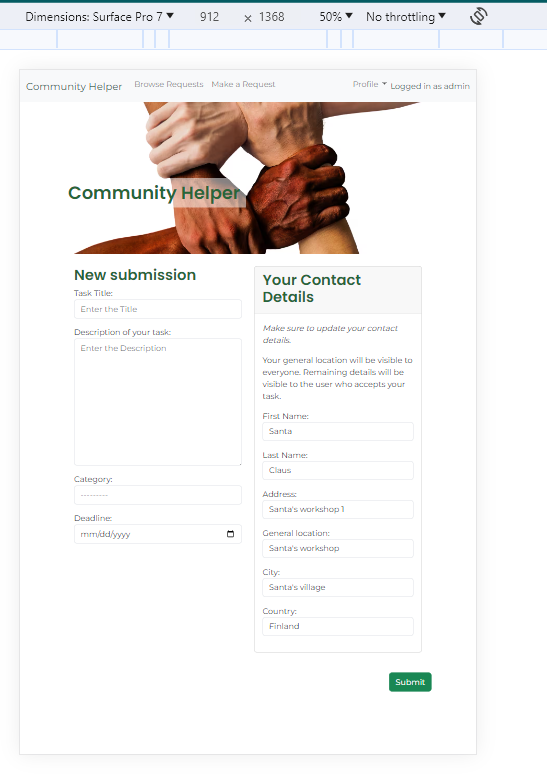 Dimensions: Surface Pro 7 912 × 1368 50% No throttling
Community Helper Browse Requests Make a Request Profile Logged in as admin
Community Helper
New submission
Task Title:
Enter the Title
Description of your task:
Enter the Description
Category:
---------
Deadline:
mm/dd/yyyy
Your Contact
Details
Make sure to update your contact
details.
Your general location will be visible to
everyone. Remaining details will be
visible to the user who accepts your
task.
First Name:
Santa
Last Name:
Claus
Address:
Santa's workshop 1
General location:
Santa's workshop
City:
Santa's village
Country:
Finland
Submit